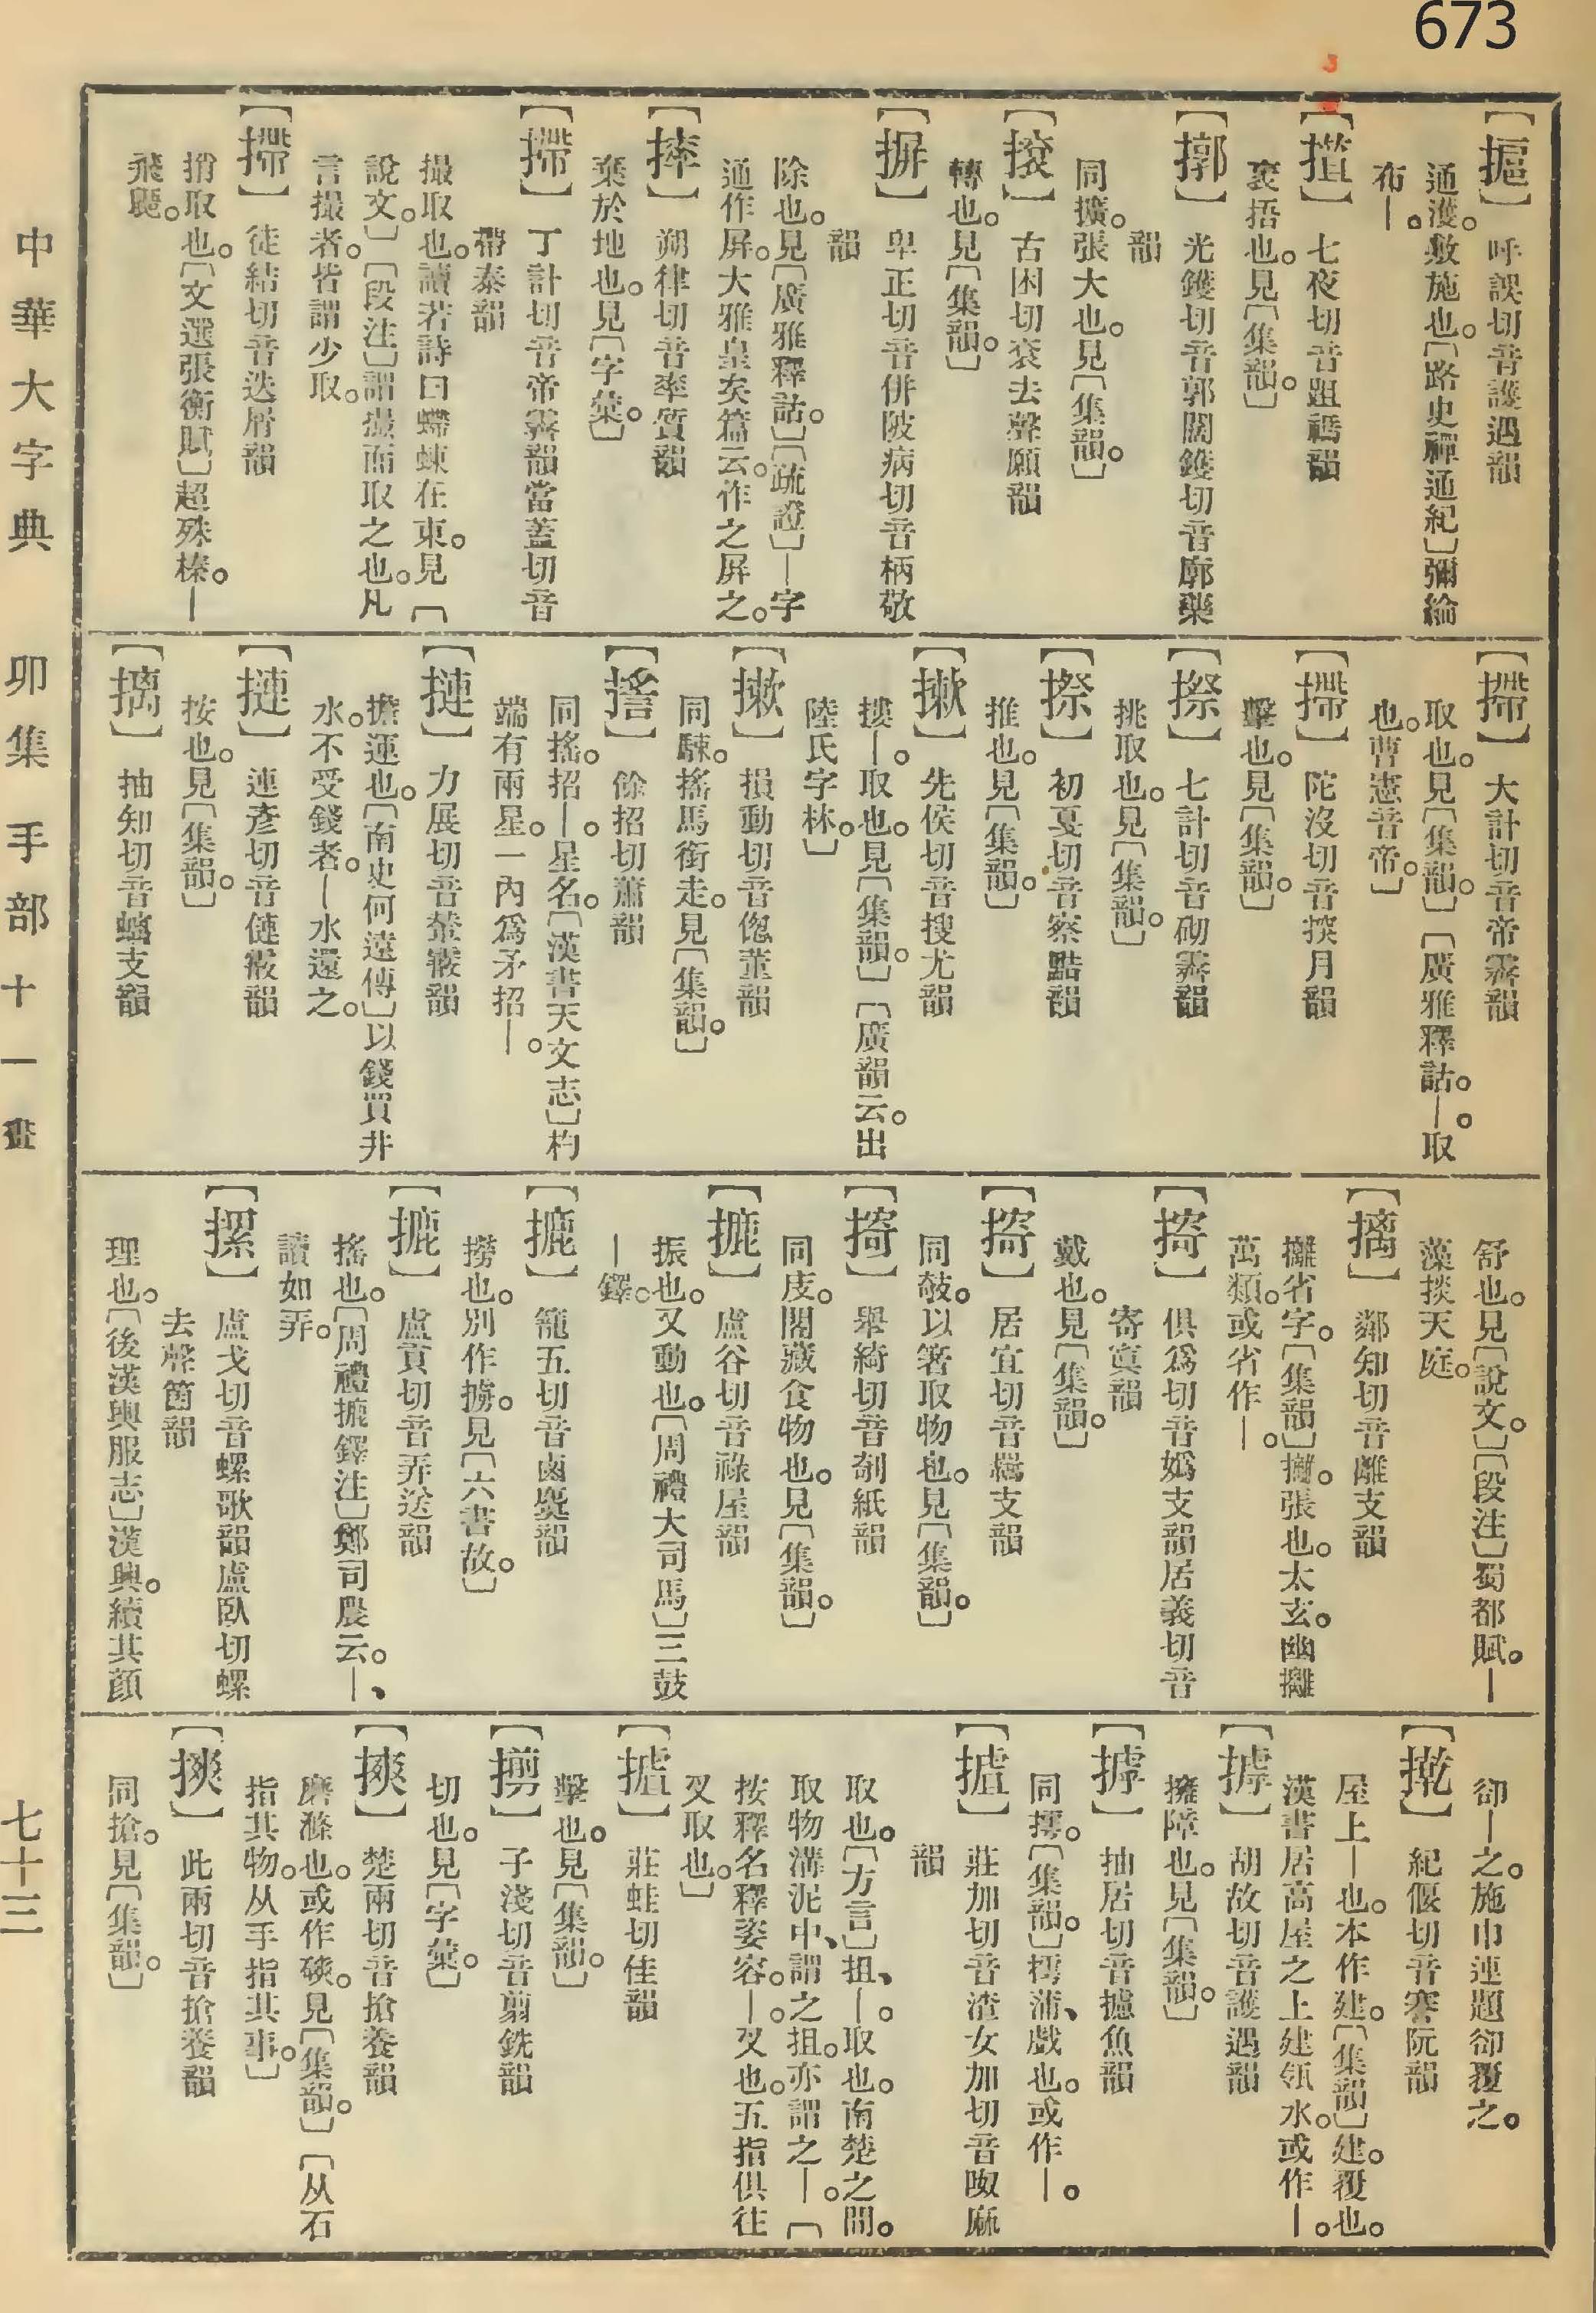 673
【摢】呼誤切音護遇韻
通濩。敷施也。〔路史禪通紀〕彌綸
布—。
【摣】七夜切音跙禡韻
裦捂也。見〔集韻。〕
【㨯】光鑊切音郭闊鑊切音廓藥
韻
同擴。張大也。見〔集韻。〕
【㨰】古困切袞去聲願韻
轉也。見〔集韻。〕
【摒】卑正切音倂陂病切音柄敬
韻
除也。見〔廣雅釋詁。〕〔疏證〕—字
通作屏。大雅皇矣篇云。作之屏之。
【摔】朔律切音率質韻
棄於地也。見〔字彙。〕
【摕】丁計切音帝霽韻當蓋切音
帶泰韻
撮取也。讀若詩曰螮蝀在東。見〔
說文。〕〔段注〕謂撮而取之也。凡
言撮者。皆謂少取。
【摕】徒結切音迭屑韻
捎取也。〔文選張衡賦〕超殊榛。—
飛鼯。
【摕】大計切音帝霽韻
取也。見〔集韻。〕〔廣雅釋詁。—。取
也。曹憲音帝。〕
【摕】陀沒切音揬月韻
擊也。見〔集韻。〕
【摖】七計切音砌霽韻
挑取也。見〔集韻。〕
【摖】初戛切音察黠韻
推也。見〔集韻。〕
【摗】先侯切音搜尤韻
摟—。取也。見〔集韻。〕〔廣韻云。出
陸氏字林。〕
【摗】損動切音傯董韻
同駷。搖馬銜走。見〔集韻。〕
【㨱】餘招切蕭韻
同搖。招—。星名。〔漢書天文志〕杓
端有兩星。一內爲矛招—。
【摙】力展切音輦霰韻
擔運也。〔南史何遠傳〕以錢買井
水。不受錢者。—水還之。
【摙】連彥切音僆霰韻
按也。見〔集韻。〕
【摛】抽知切音螭支韻
舒也。見〔說文。〕〔段注〕蜀都賦。—
藻掞天庭。
【摛】鄰知切音離支韻
攡省字。〔集韻〕攡。張也。太玄。幽攡
萬類。或省作—。
【㩋】俱爲切音嬀支韻居義切音
寄寘韻
戴也。見〔集韻。〕
【㩋】居宜切音羈支韻
同攲。以箸取物也。見〔集韻。〕
【㩋】舉綺切音剞紙韻
同庋。閣藏食物也。見〔集韻。〕
【摝】盧谷切音祿屋韻
振也。又動也。〔周禮大司馬〕三鼓
—鐸。
【摝】籠五切音鹵麌韻
撈也。別作擄。見〔六書故。〕
【摝】盧貢切音弄送韻
搖也。〔周禮摝鐸注〕鄭司農云。—、
讀如弄。
【摞】盧戈切音螺歌韻盧臥切螺
去聲箇韻
理也。〔後漢輿服志〕漢興。續其顏
卻—之。施巾連題卻覆之。
【㨴】紀偃切音寋阮韻
屋上—也。本作建。〔集韻〕建。覆也。
漢書居高屋之上建瓴水。或作—。
【摢】胡故切音護遇韻
擁障也。見〔集韻。〕
【摢】抽居切音攄魚韻
同摴。〔集韻。〕摴蒲、戲也。或作—。
【摣】莊加切音渣女加切音呶麻
韻
取也。〔方言〕抯、—。取也。南楚之間。
取物溝泥中、謂之抯。亦謂之—。〔
按釋名釋姿容。—。叉也。五指俱往
叉取也。〕
【摣】莊蛙切佳韻
擊也。見〔集韻。〕
【㨵】子淺切音翦銑韻
切也。見〔字彙。〕
【摤】楚兩切音搶養韻
磨滌也。或作磢。見〔集韻。〕〔从石
指其物。从手指其事。〕
【摤】此兩切音搶養韻
同搶。見〔集韻。〕
中華大字典　卯集　手部　十一畫
七十三